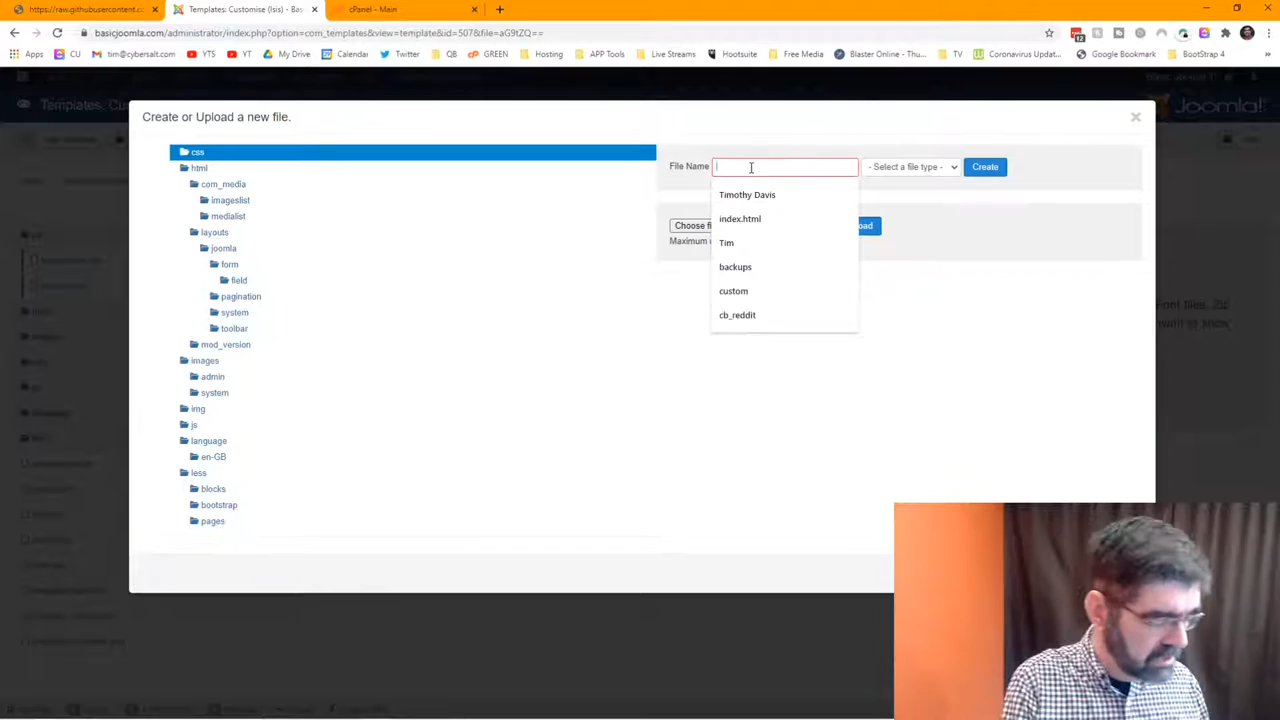 https://raw.githubusercontent.c
Templates: Customise (Isis) - Bas
cPanel - Main
basicjoomla.com/administrator/index.php?option=com_templates&view=template&id=507&file=aG9tZQ==
Apps
CU
tim@cybersalt.com
YTS
YT
My Drive
Calendar
Twitter
QB
GREEN
Hosting
APP Tools
Live Streams
Hootsuite
Free Media
Blaster Online - Thu...
TV
Coronavirus Updat...
Google Bookmark
BootStrap 4
12
Templates: Cus
Joomla!
Create or Upload a new file.
css
html
com_media
imageslist
medialist
layouts
joomla
form
field
pagination
system
toolbar
mod_version
images
admin
system
img
js
language
en-GB
less
blocks
bootstrap
pages
File Name
- Select a file type -
Create
Timothy Davis
index.html
Tim
backups
custom
cb_reddit
Choose fi
oad
Maximum u